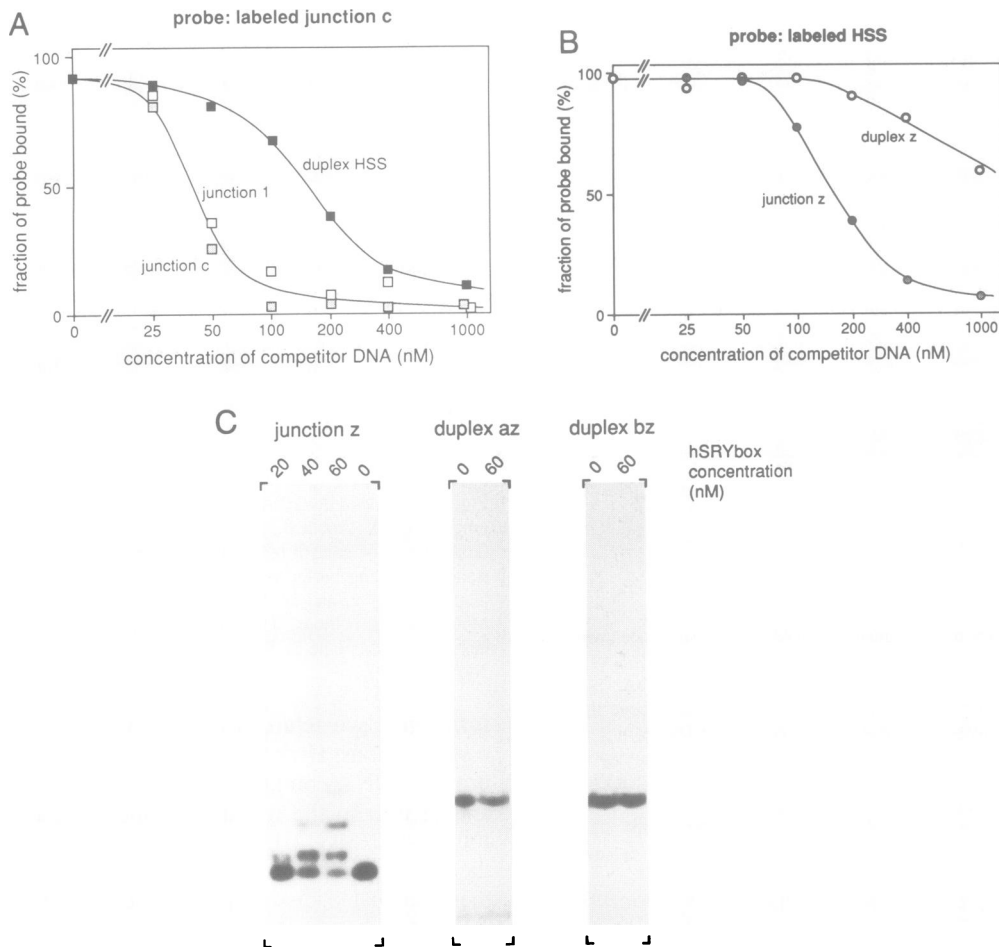 A
probe: labeled junction c
fraction of probe bound (%)
100
50
0
junction 1
junction c
duplex HSS
0 25 50 100 200 400 1000
concentration of competitor DNA (nM)
B
probe: labeled HSS
fraction of probe bound (%)
100
50
0
duplex z
junction z
0 25 50 100 200 400 1000
concentration of competitor DNA (nM)
C
junction z duplex az duplex bz
20 40 60 0 0 60 0 60
hSRYbox
concentration
(nM)